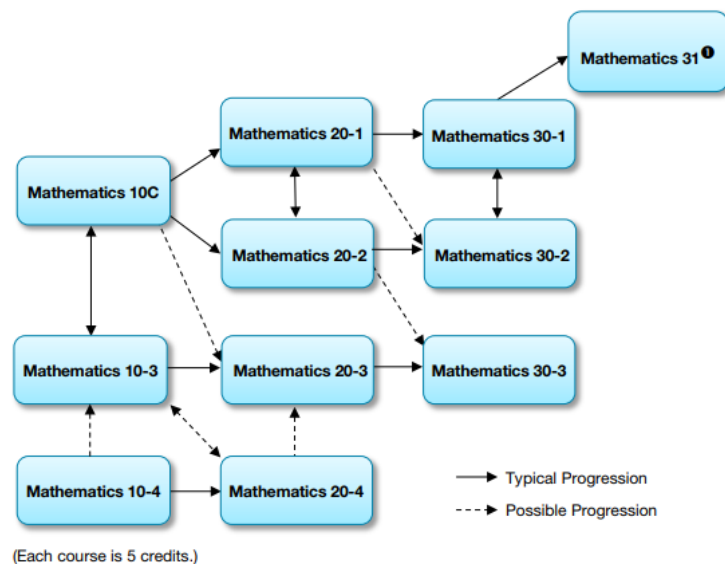 Mathematics 31❶
Mathematics 20-1
Mathematics 30-1
Mathematics 10C
Mathematics 20-2
Mathematics 30-2
Mathematics 10-3
Mathematics 20-3
Mathematics 30-3
Mathematics 10-4
Mathematics 20-4
Typical Progression
Possible Progression
(Each course is 5 credits.)